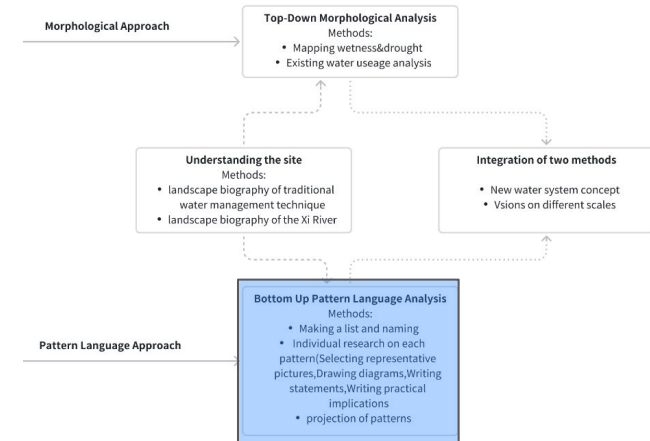 Morphological Approach
Top-Down Morphological Analysis
Methods:
• Mapping wetness&drought
• Existing water useage analysis
Understanding the site
Methods:
• landscape biography of traditional
water management technique
• landscape biography of the Xi River
Integration of two methods
• New water system concept
• Vsions on different scales
Pattern Language Approach
Bottom Up Pattern Language Analysis
Methods:
• Making a list and naming
• Individual research on each
pattern(Selecting representative
pictures,Drawing diagrams,Writing
statements,Writing practical
implications
• projection of patterns